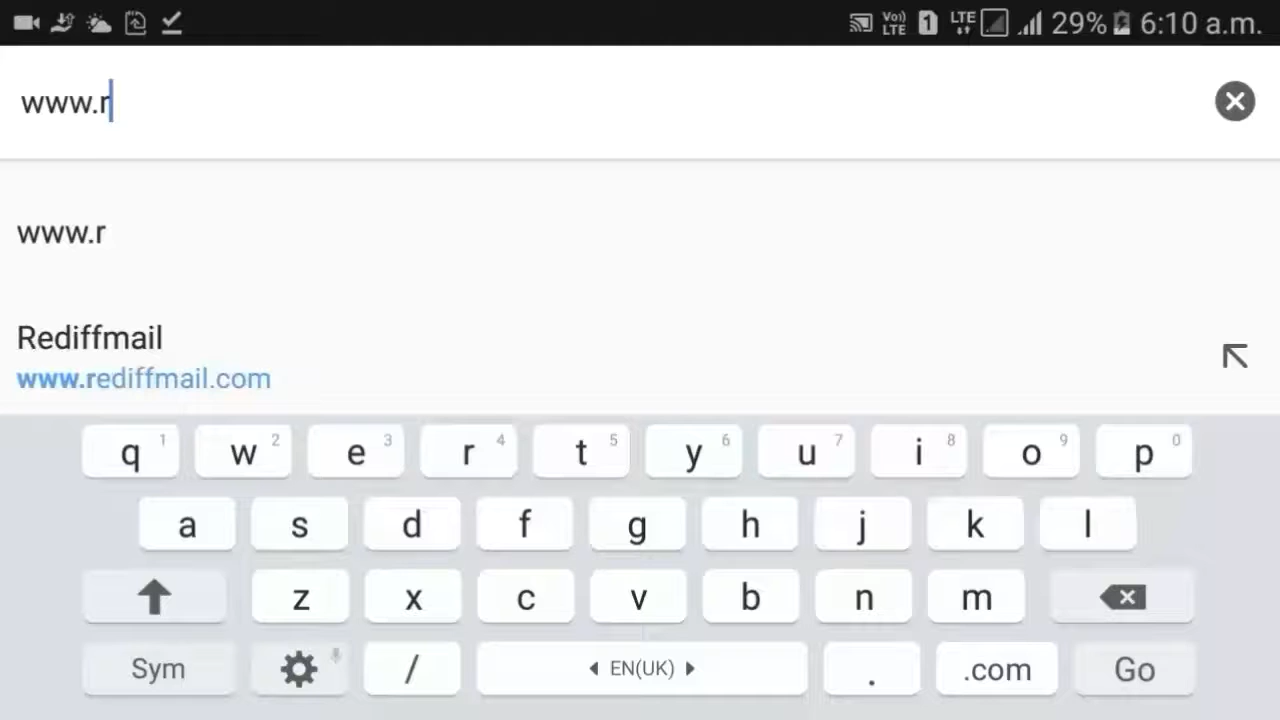 Vo)) LTE 1 LTE 29% 6:10 a.m.
www.r
www.r
Rediffmail
www.rediffmail.com
q 1 w 2 e 3 r 4 t 5 y 6 u 7 i 8 o 9 p 0
a s d f g h j k l
z x c v b n m
Sym / EN(UK) . .com Go